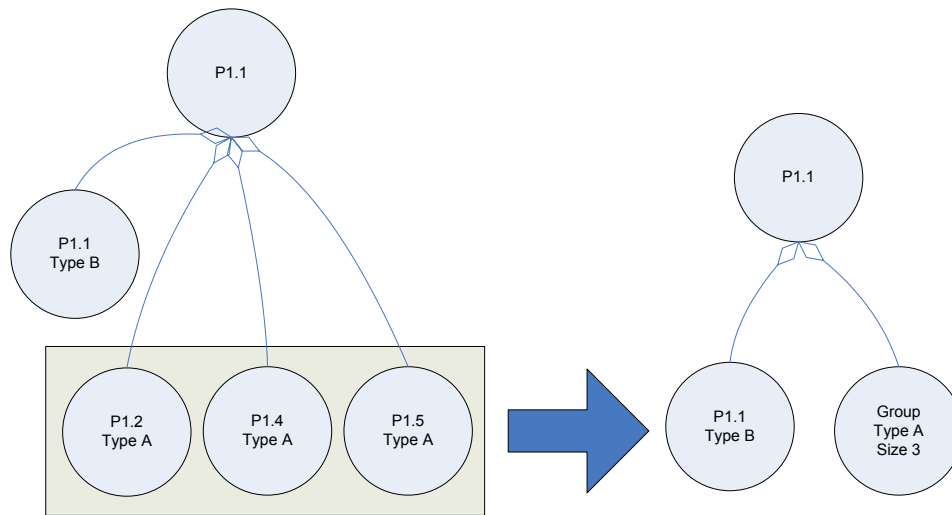 P1.1
P1.1
Type B
P1.2
Type A
P1.4
Type A
P1.5
Type A
P1.1
P1.1
Type B
Group
Type A
Size 3